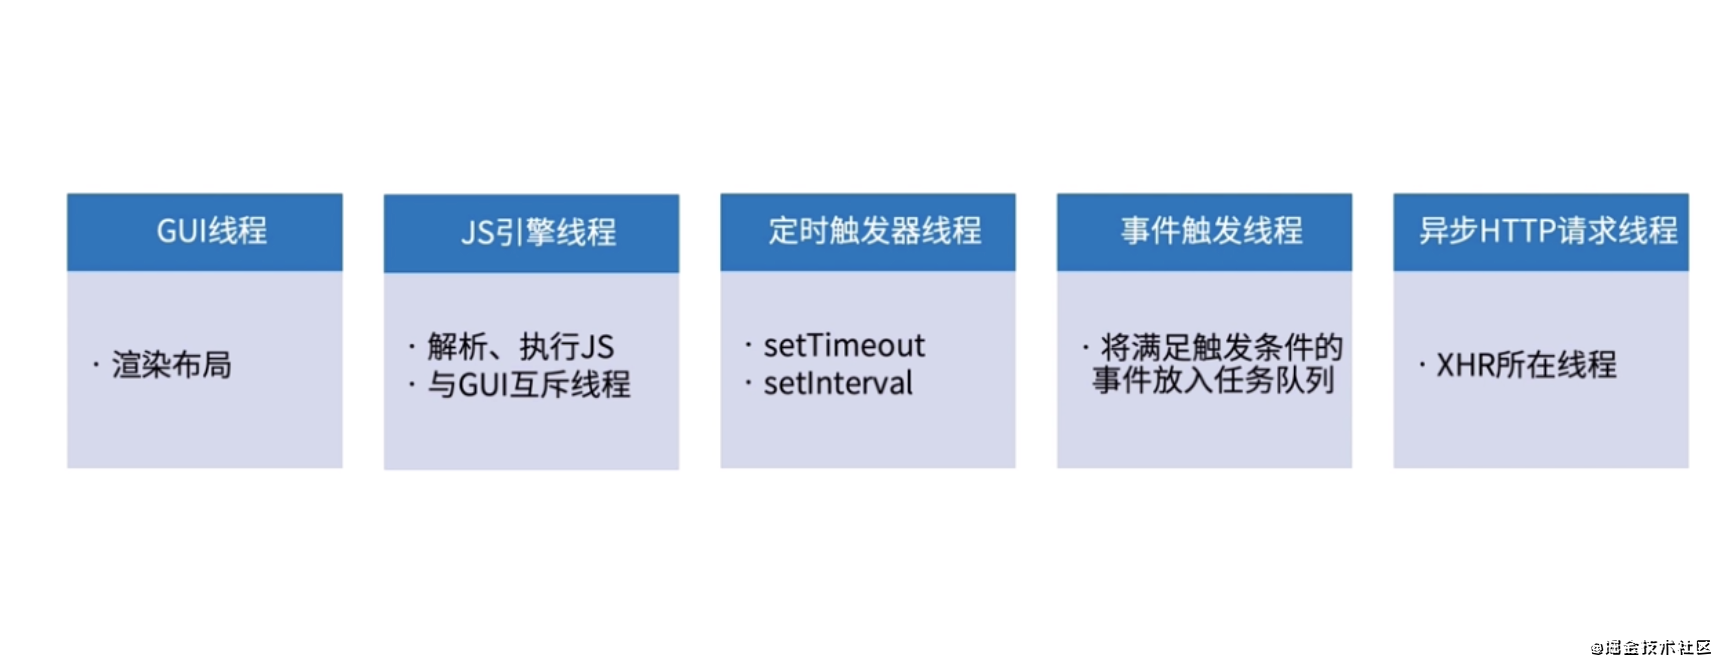 GUI线程
· 渲染布局
JS引擎线程
· 解析、执行JS
· 与GUI互斥线程
定时触发器线程
· setTimeout
· setInterval
事件触发线程
· 将满足触发条件的
事件放入任务队列
异步HTTP请求线程
· XHR所在线程
@掘金技术社区